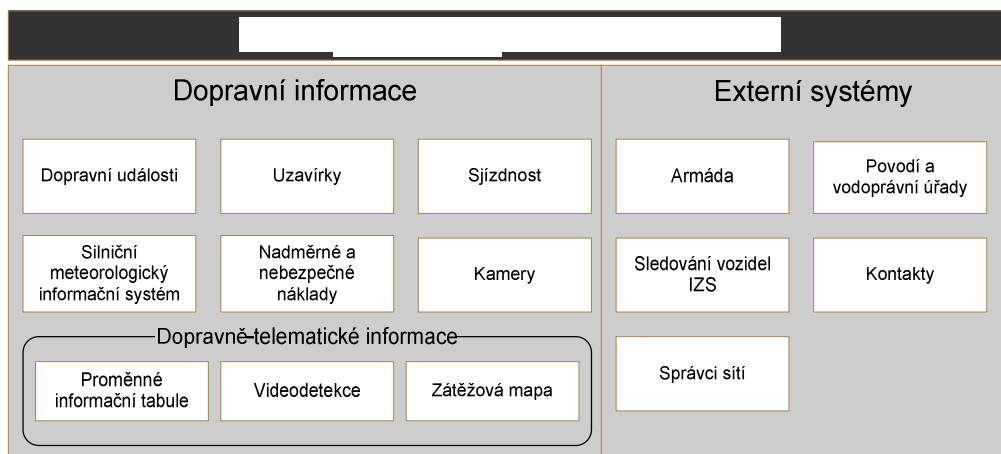 Dopravní informace
Externí systémy
Dopravní události
Uzavírky
Sjízdnost
Armáda
Povodí a
vodoprávní úřady
Silniční
meteorologický
informační systém
Nadměrné a
nebezpečné
náklady
Kamery
Sledování vozidel
IZS
Kontakty
Dopravně-telematické informace
Proměnné
informační tabule
Videodetekce
Zátěžová mapa
Správci sítí